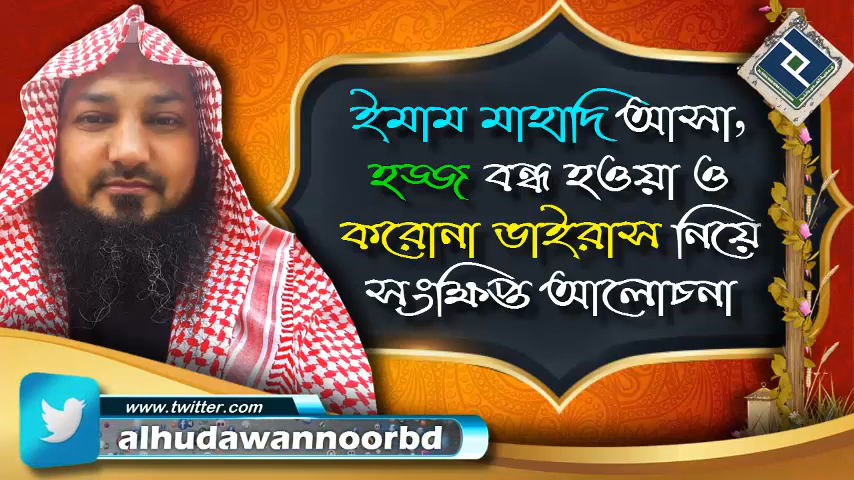 ইমাম মাহাদি আসা,
হজ্জ বন্ধ হওয়া ও
করোনা ভাইরাস নিয়ে
সংক্ষিপ্ত আলোচনা
www.twitter.com
alhudawannoorbd